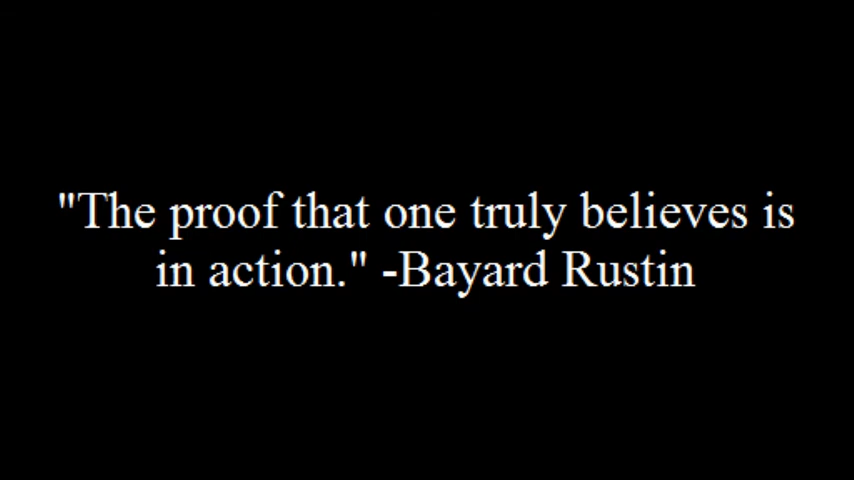 "The proof that one truly believes is
in action." -Bayard Rustin